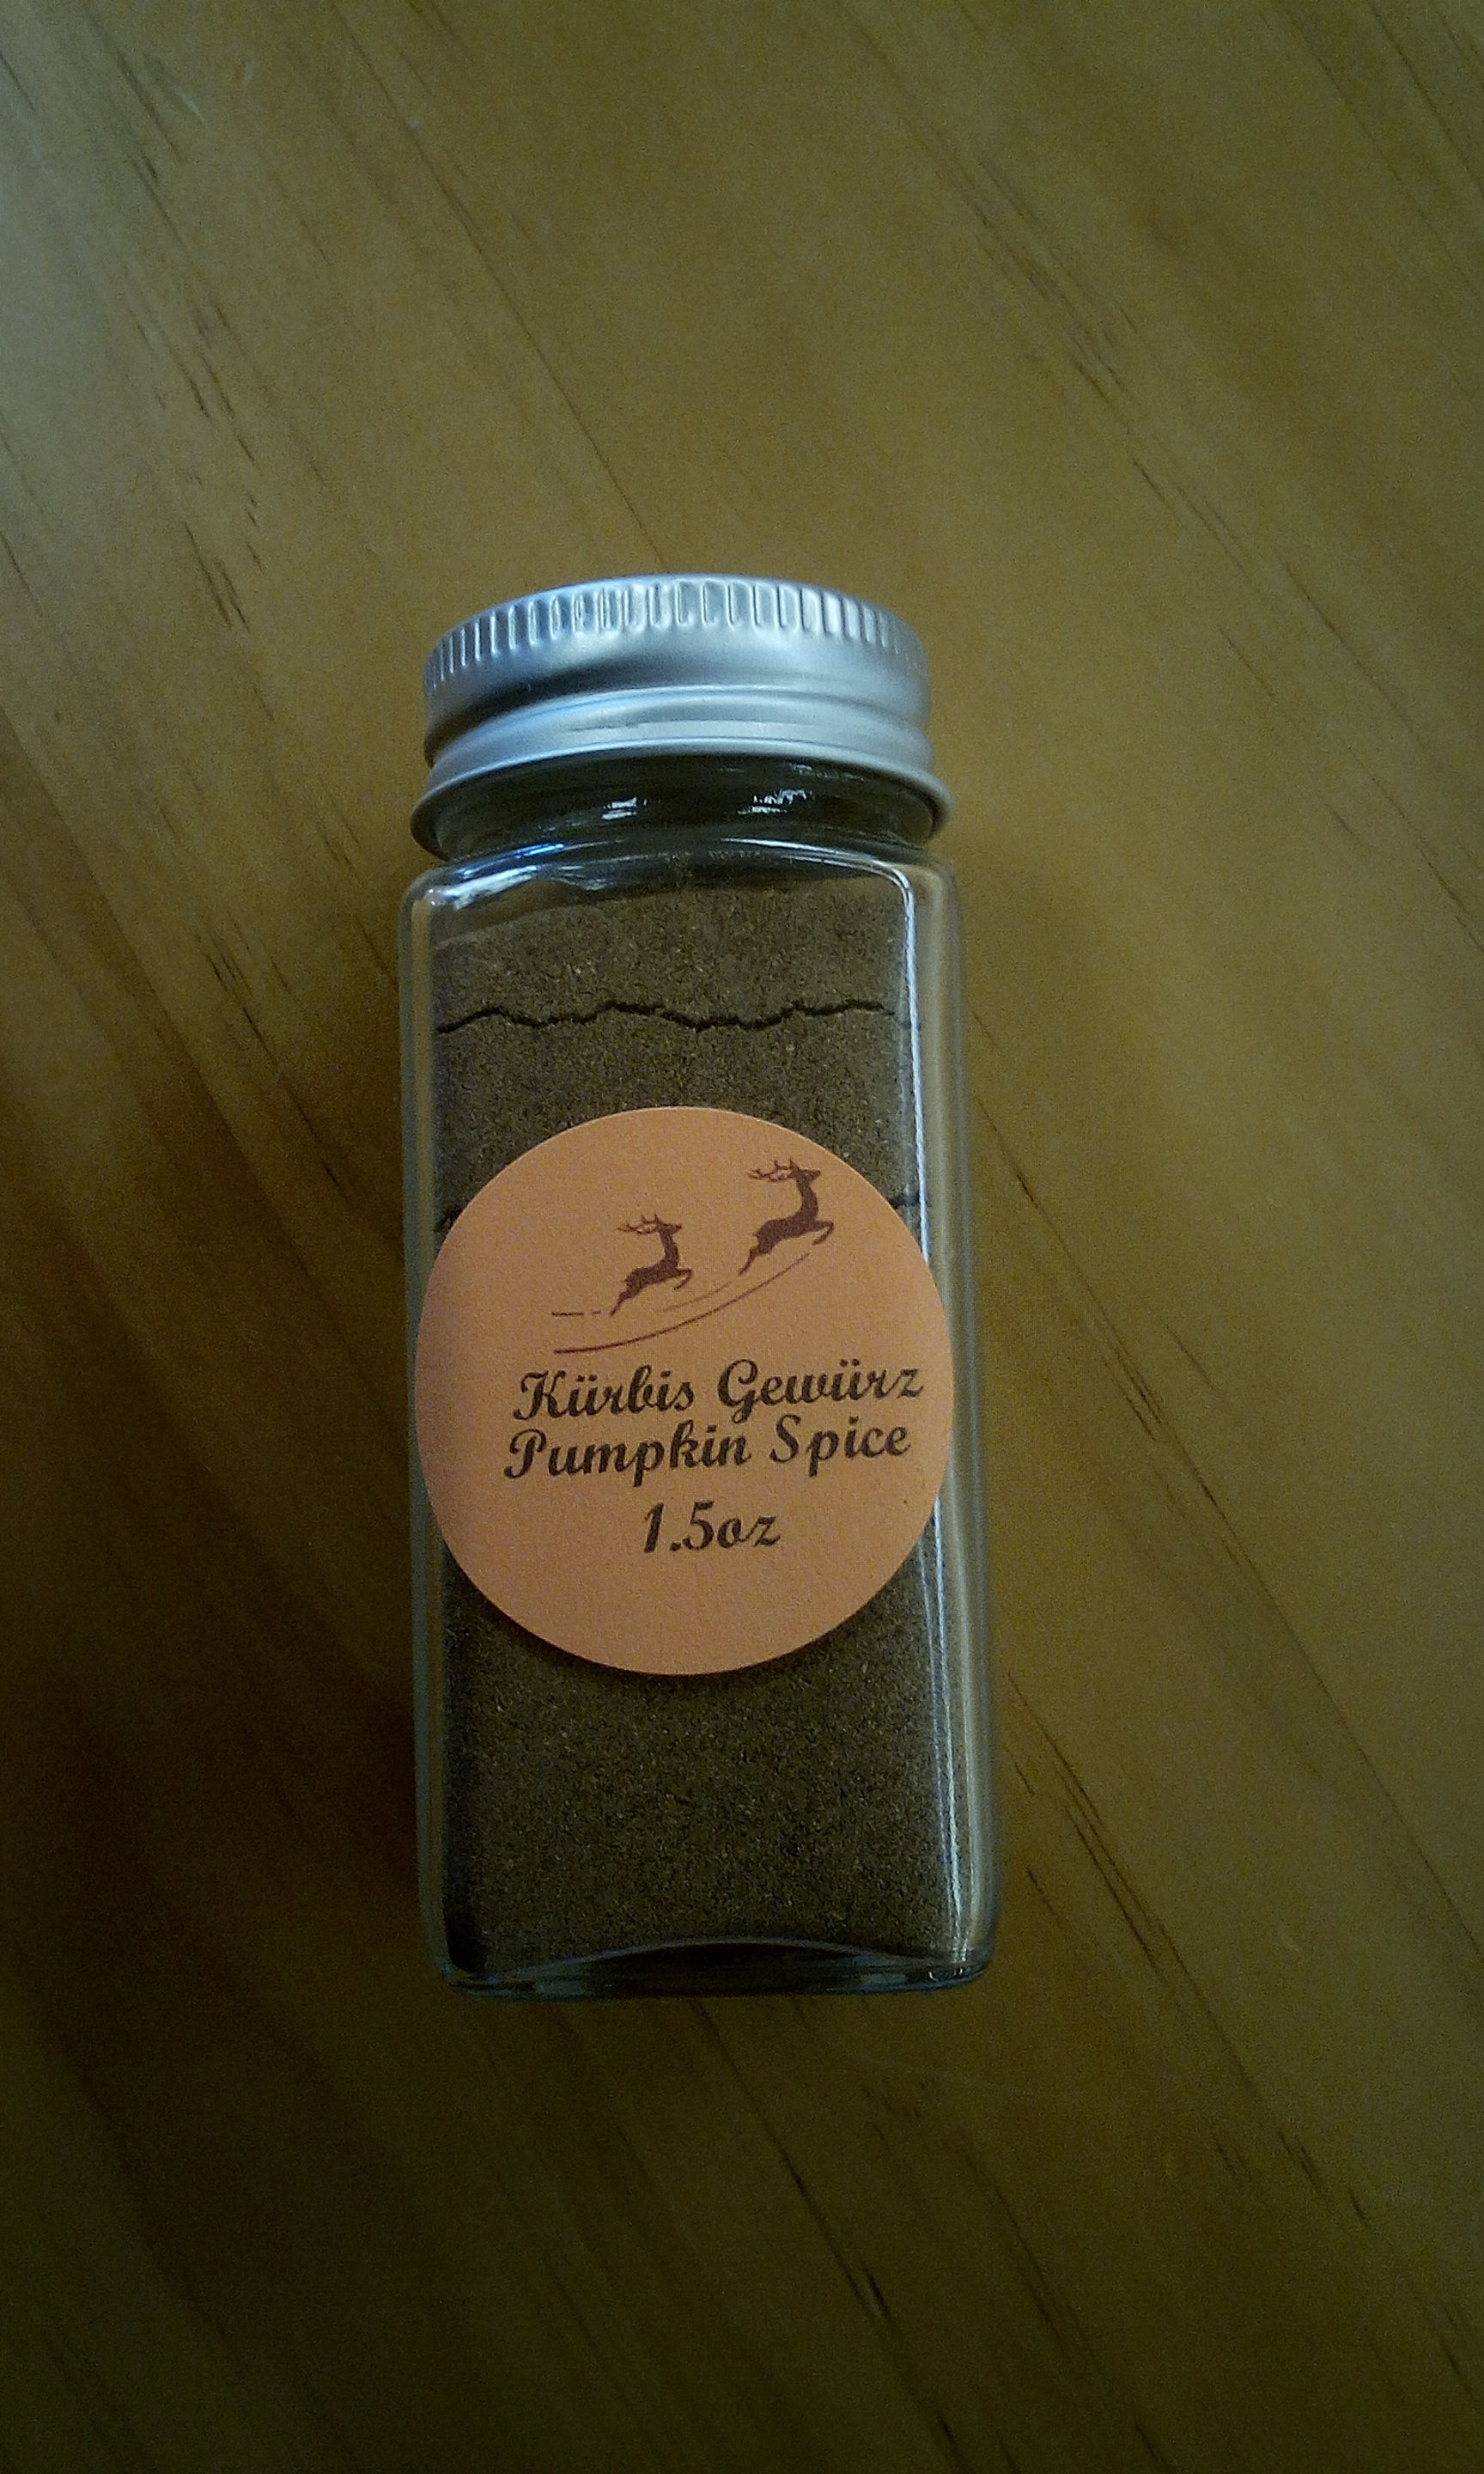 Kürbis Gewürz
Pumpkin Spice
1.5oz